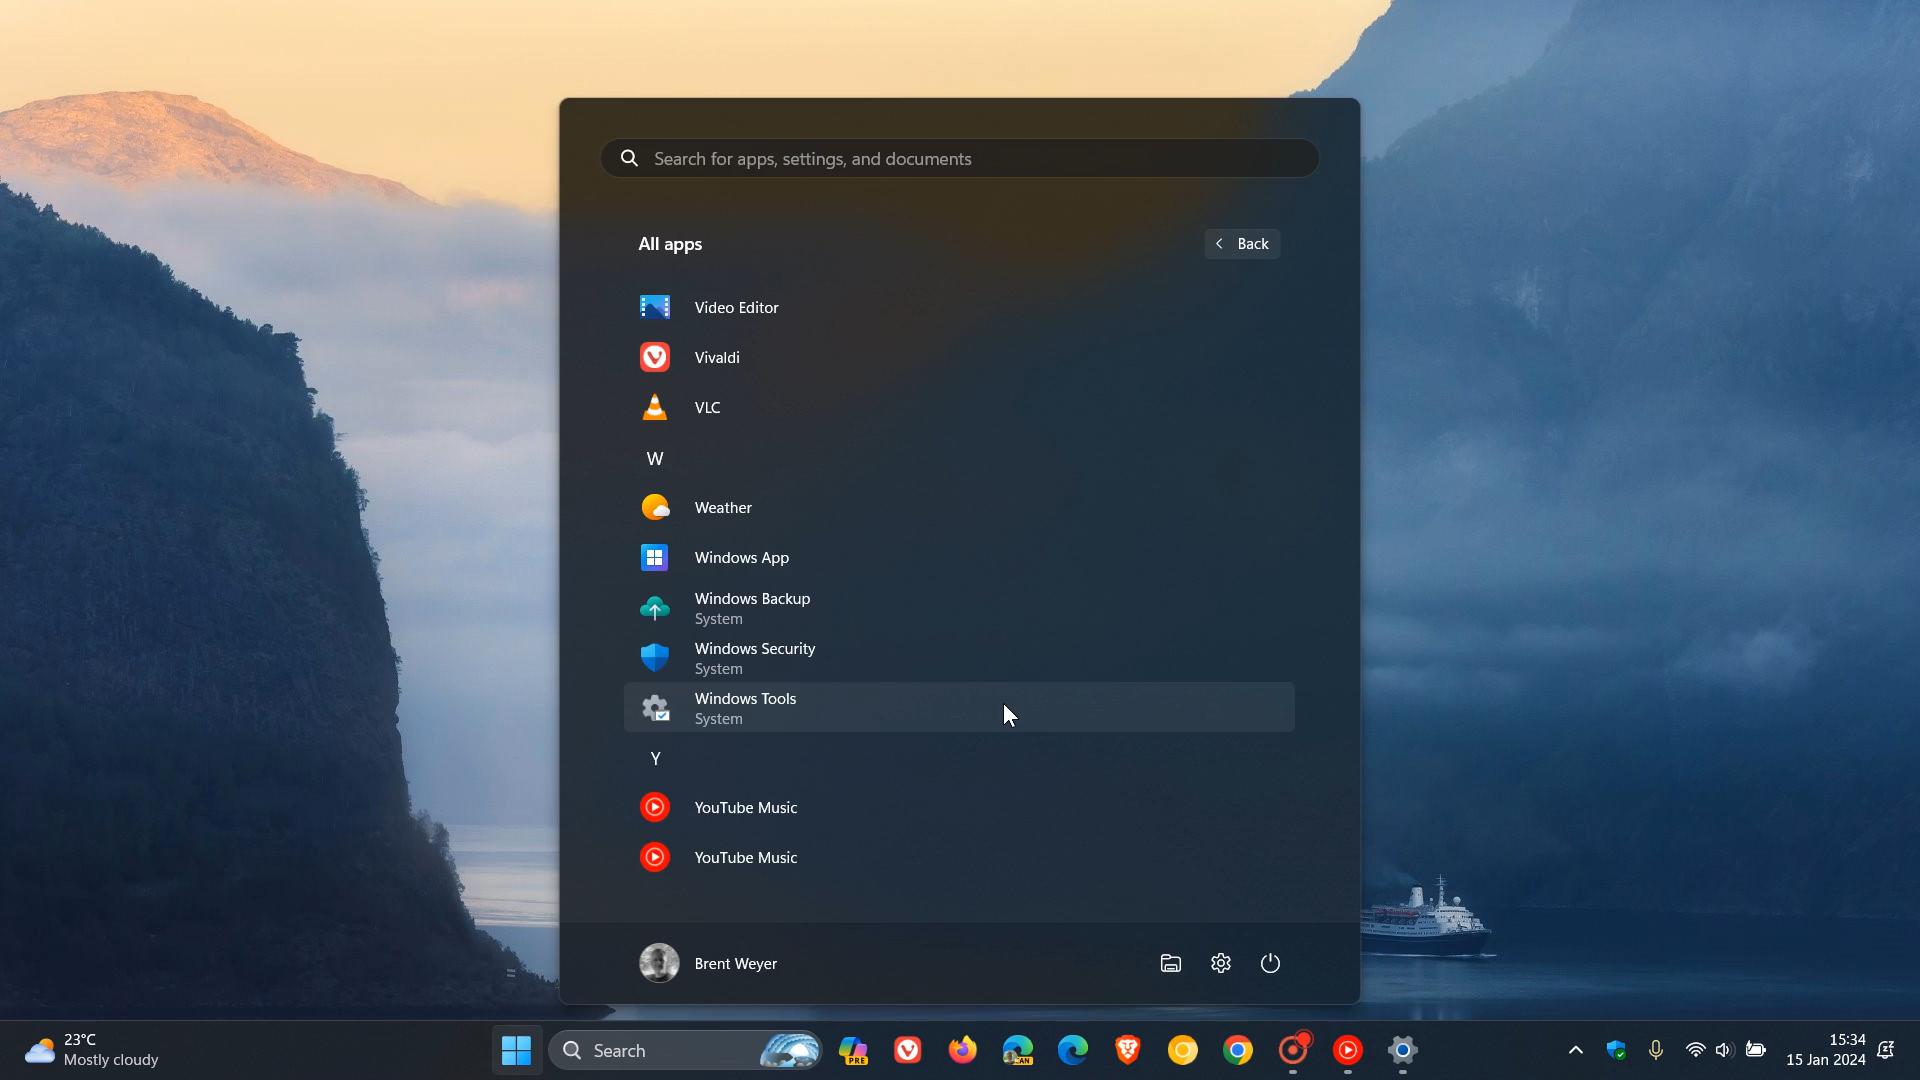 Search for apps, settings, and documents
All apps
Back
Video Editor
Vivaldi
VLC
W
Weather
Windows App
Windows Backup
System
Windows Security
System
Windows Tools
System
Y
YouTube Music
YouTube Music
Brent Weyer
23°C
Mostly cloudy
Search
PRE
CAN
15:34
15 Jan 2024